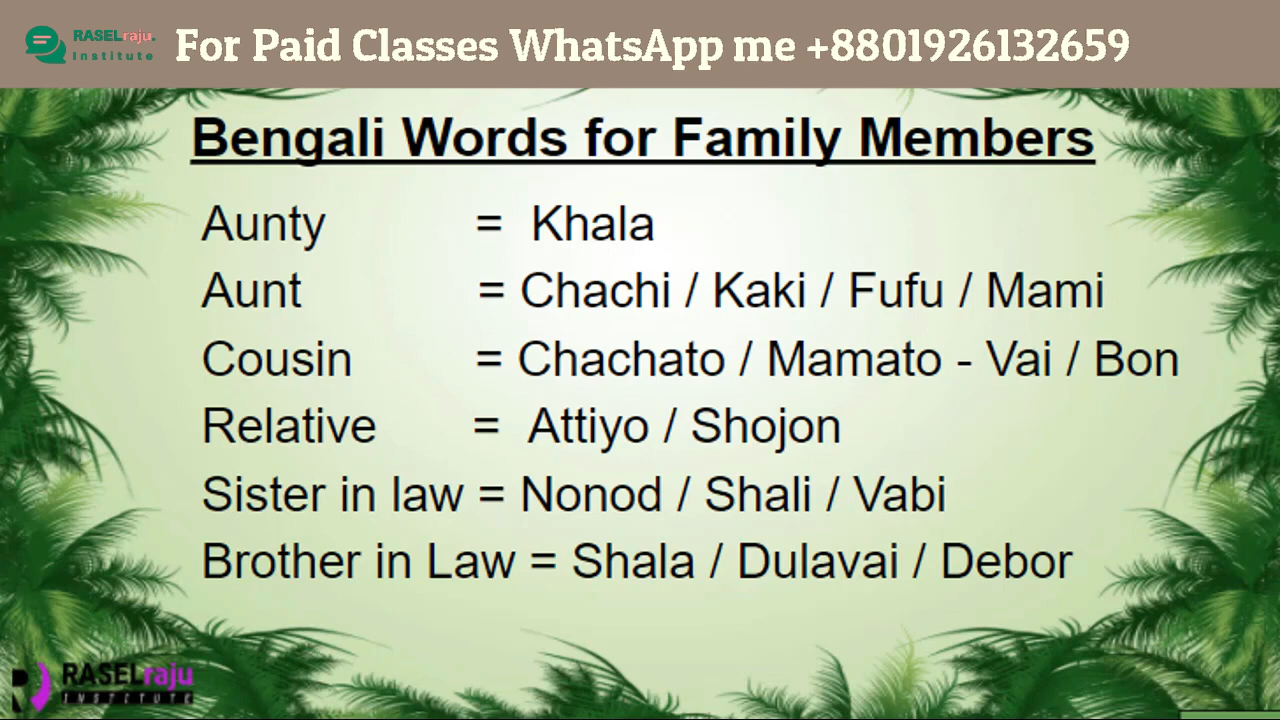 RASELraju.
Institute
For Paid Classes WhatsApp me +8801926132659
Bengali Words for Family Members
Aunty = Khala
Aunt = Chachi / Kaki / Fufu / Mami
Cousin = Chachato / Mamato - Vai / Bon
Relative = Attiyo / Shojon
Sister in law = Nonod / Shali / Vabi
Brother in Law = Shala / Dulavai / Debor
RASELraju
INSTITUTE